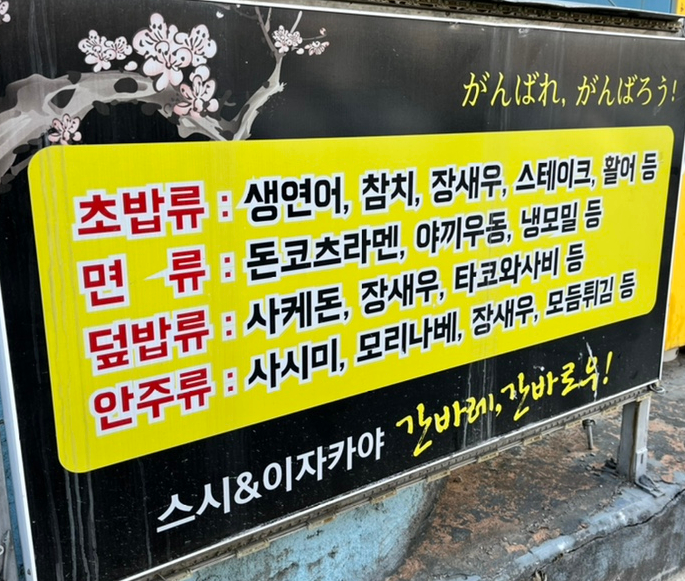 がんばれ, がんばろう!
초밥류 : 생연어, 참치, 장새우, 스테이크, 활어 등
면 류 : 돈코츠라멘, 야끼우동, 냉모밀 등
덮밥류 : 사케돈, 장새우, 타코와사비 등
안주류 : 사시미, 모리나베, 장새우, 모듬튀김 등
스시&이자카야 간바레, 간바로우!